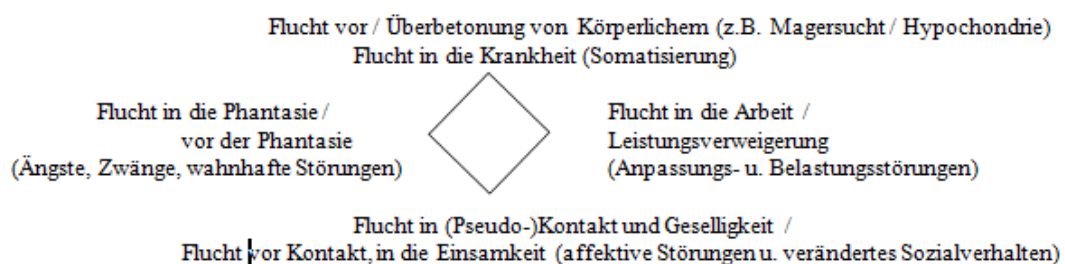 Flucht vor / Überbetonung von Körperlichem (z.B. Magersucht / Hypochondrie)
Flucht in die Krankheit (Somatisierung)
Flucht in die Phantasie /
vor der Phantasie
(Ängste, Zwänge, wahnhafte Störungen)
Flucht in die Arbeit /
Leistungsverweigerung
(Anpassungs- u. Belastungsstörungen)
Flucht in (Pseudo-)Kontakt und Geselligkeit /
Flucht vor Kontakt, in die Einsamkeit (affektive Störungen u. verändertes Sozialverhalten)